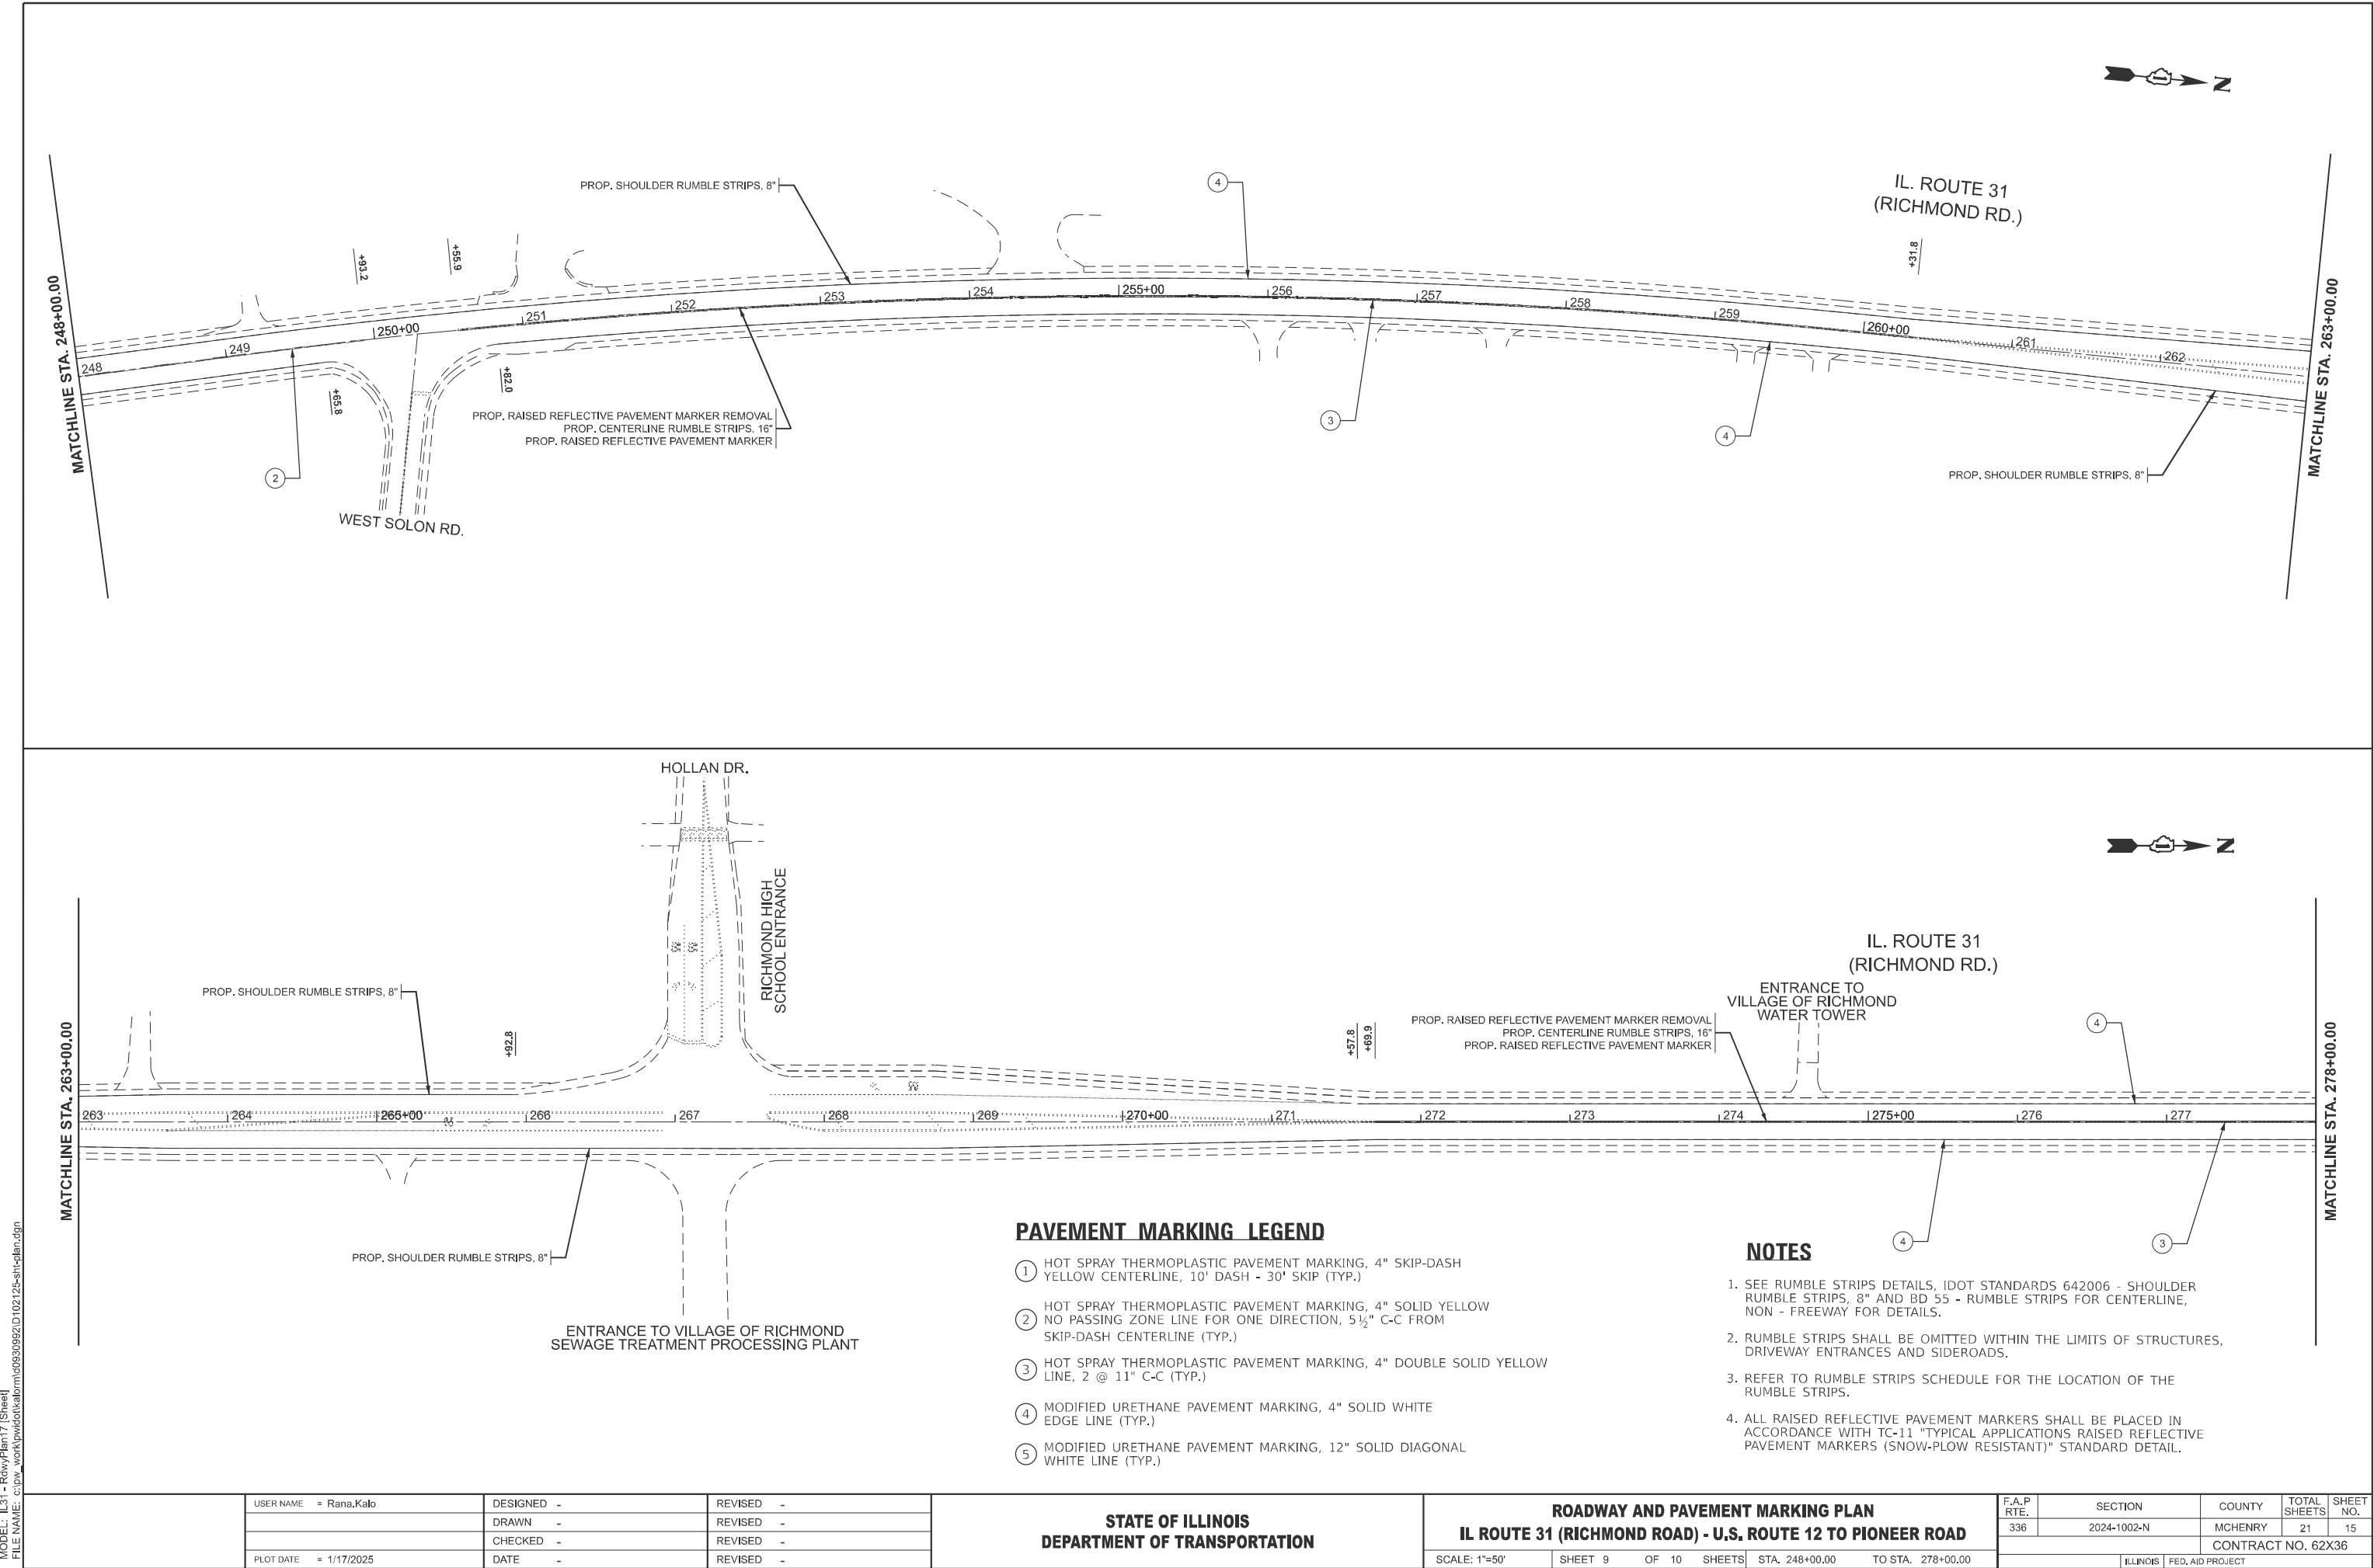 N
IL. ROUTE 31
(RICHMOND RD.)
PROP. SHOULDER RUMBLE STRIPS, 8"
4
+93.2
+55.9
+31.8
MATCHLINE STA. 248+00.00
248
249
250+00
251
252
253
254
255+00
256
257
258
259
260+00
261
262
MATCHLINE STA. 263+00.00
+65.8
+82.0
PROP. RAISED REFLECTIVE PAVEMENT MARKER REMOVAL
PROP. CENTERLINE RUMBLE STRIPS, 16"
PROP. RAISED REFLECTIVE PAVEMENT MARKER
3
4
2
PROP. SHOULDER RUMBLE STRIPS, 8"
WEST SOLON RD.
HOLLAN DR.
N
RICHMOND HIGH
SCHOOL ENTRANCE
IL. ROUTE 31
(RICHMOND RD.)
ENTRANCE TO
VILLAGE OF RICHMOND
WATER TOWER
PROP. SHOULDER RUMBLE STRIPS, 8"
+92.8
+57.8
+69.9
PROP. RAISED REFLECTIVE PAVEMENT MARKER REMOVAL
PROP. CENTERLINE RUMBLE STRIPS, 16"
PROP. RAISED REFLECTIVE PAVEMENT MARKER
4
MATCHLINE STA. 263+00.00
263
264
265+00
266
267
268
269
270+00
271
272
273
274
275+00
276
277
MATCHLINE STA. 278+00.00
PROP. SHOULDER RUMBLE STRIPS, 8"
4
3
ENTRANCE TO VILLAGE OF RICHMOND
SEWAGE TREATMENT PROCESSING PLANT
PAVEMENT MARKING LEGEND
1 HOT SPRAY THERMOPLASTIC PAVEMENT MARKING, 4" SKIP-DASH
YELLOW CENTERLINE, 10' DASH - 30' SKIP (TYP.)
2 HOT SPRAY THERMOPLASTIC PAVEMENT MARKING, 4" SOLID YELLOW
NO PASSING ZONE LINE FOR ONE DIRECTION, 5½" C-C FROM
SKIP-DASH CENTERLINE (TYP.)
3 HOT SPRAY THERMOPLASTIC PAVEMENT MARKING, 4" DOUBLE SOLID YELLOW
LINE, 2 @ 11" C-C (TYP.)
4 MODIFIED URETHANE PAVEMENT MARKING, 4" SOLID WHITE
EDGE LINE (TYP.)
5 MODIFIED URETHANE PAVEMENT MARKING, 12" SOLID DIAGONAL
WHITE LINE (TYP.)
NOTES
1. SEE RUMBLE STRIPS DETAILS, IDOT STANDARDS 642006 - SHOULDER
RUMBLE STRIPS, 8" AND BD 55 - RUMBLE STRIPS FOR CENTERLINE,
NON - FREEWAY FOR DETAILS.
2. RUMBLE STRIPS SHALL BE OMITTED WITHIN THE LIMITS OF STRUCTURES,
DRIVEWAY ENTRANCES AND SIDEROADS.
3. REFER TO RUMBLE STRIPS SCHEDULE FOR THE LOCATION OF THE
RUMBLE STRIPS.
4. ALL RAISED REFLECTIVE PAVEMENT MARKERS SHALL BE PLACED IN
ACCORDANCE WITH TC-11 "TYPICAL APPLICATIONS RAISED REFLECTIVE
PAVEMENT MARKERS (SNOW-PLOW RESISTANT)" STANDARD DETAIL.
MODEL: IL31 - RdwyPlan17 [Sheet]
FILE NAME: c:\pw_work\pwidot\kalorm\d0930992\D102125-sht-plan.dgn
USER NAME = Rana.Kalo
DESIGNED -
REVISED -
DRAWN -
REVISED -
CHECKED -
REVISED -
PLOT DATE = 1/17/2025
DATE -
REVISED -
STATE OF ILLINOIS
DEPARTMENT OF TRANSPORTATION
ROADWAY AND PAVEMENT MARKING PLAN
IL ROUTE 31 (RICHMOND ROAD) - U.S. ROUTE 12 TO PIONEER ROAD
SCALE: 1"=50' SHEET 9 OF 10 SHEETS STA. 248+00.00 TO STA. 278+00.00
F.A.P RTE.
SECTION
COUNTY
TOTAL SHEETS
SHEET NO.
336
2024-1002-N
MCHENRY
21
15
CONTRACT NO. 62X36
ILLINOIS FED. AID PROJECT